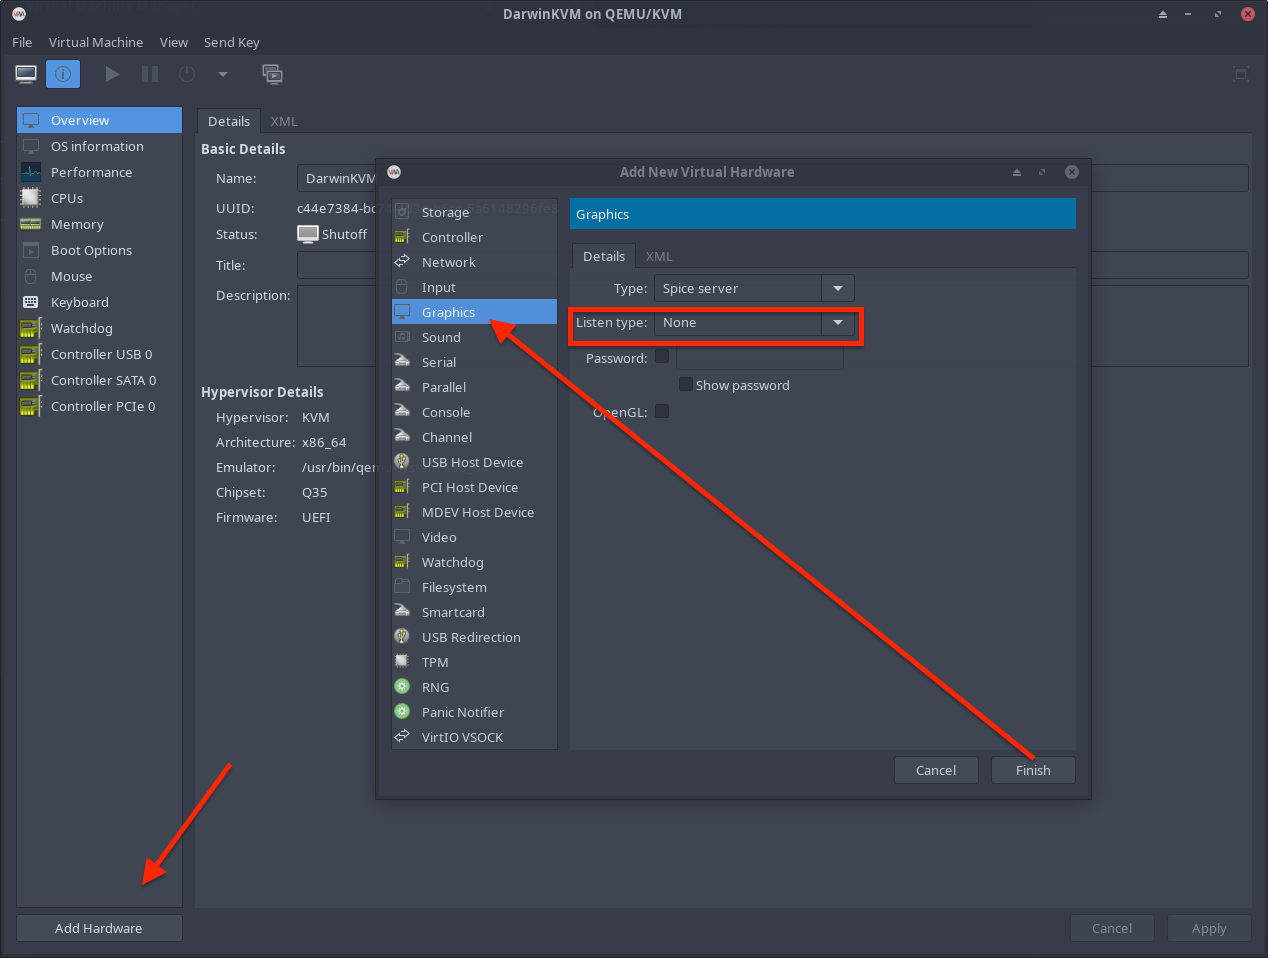 DarwinKVM on QEMU/KVM
File Virtual Machine View Send Key
Overview
OS information
Performance
CPUs
Memory
Boot Options
Mouse
Keyboard
Watchdog
Controller USB 0
Controller SATA 0
Controller PCIe 0
Add Hardware
Details XML
Basic Details
Name: DarwinKVM
UUID: c44e7384-bc
Status: Shutoff
Title:
Description:
Hypervisor Details
Hypervisor: KVM
Architecture: x86_64
Emulator: /usr/bin/qem
Chipset: Q35
Firmware: UEFI
Add New Virtual Hardware
Storage
Controller
Network
Input
Graphics
Sound
Serial
Parallel
Console
Channel
USB Host Device
PCI Host Device
MDEV Host Device
Video
Watchdog
Filesystem
Smartcard
USB Redirection
TPM
RNG
Panic Notifier
VirtIO VSOCK
Graphics
Details XML
Type: Spice server
Listen type: None
Password:
Show password
OpenGL:
Cancel Finish
Cancel Apply